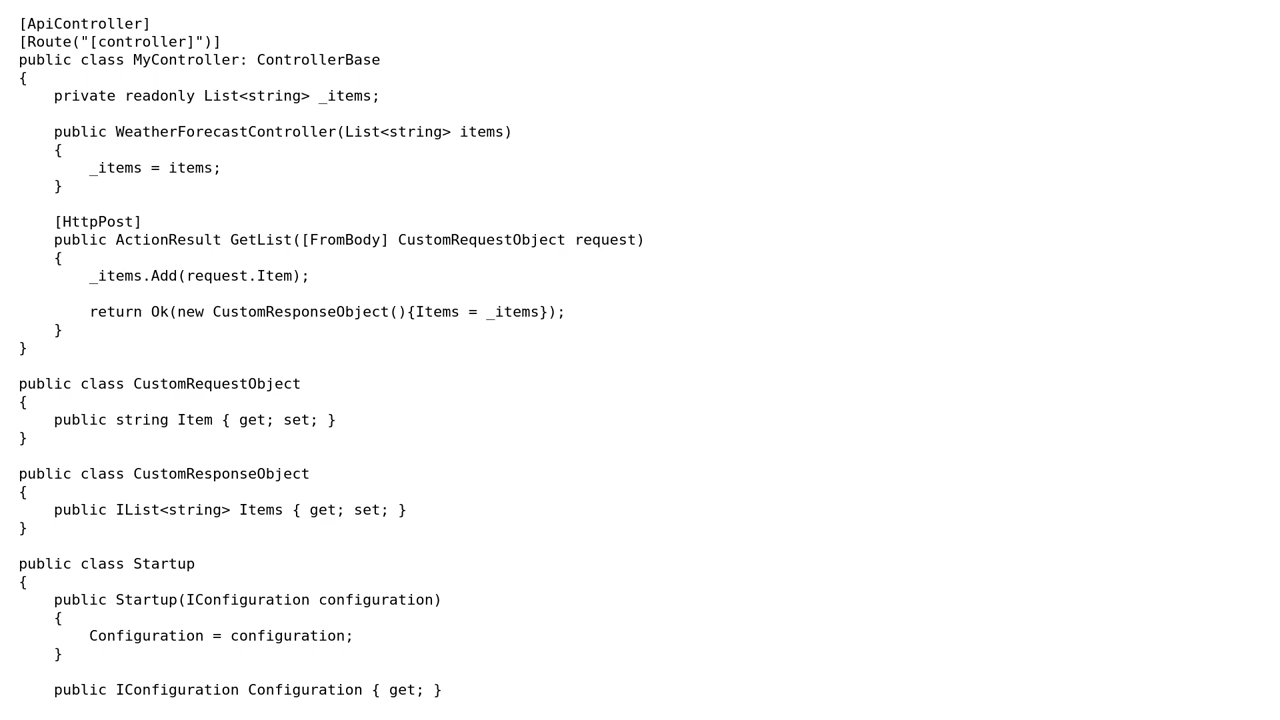 [ApiController]
[Route("[controller]")]
public class MyController: ControllerBase
{
    private readonly List<string> _items;

    public WeatherForecastController(List<string> items)
    {
        _items = items;
    }

    [HttpPost]
    public ActionResult GetList([FromBody] CustomRequestObject request)
    {
        _items.Add(request.Item);

        return Ok(new CustomResponseObject(){Items = _items});
    }
}

public class CustomRequestObject
{
    public string Item { get; set; }
}

public class CustomResponseObject
{
    public IList<string> Items { get; set; }
}

public class Startup
{
    public Startup(IConfiguration configuration)
    {
        Configuration = configuration;
    }

    public IConfiguration Configuration { get; }